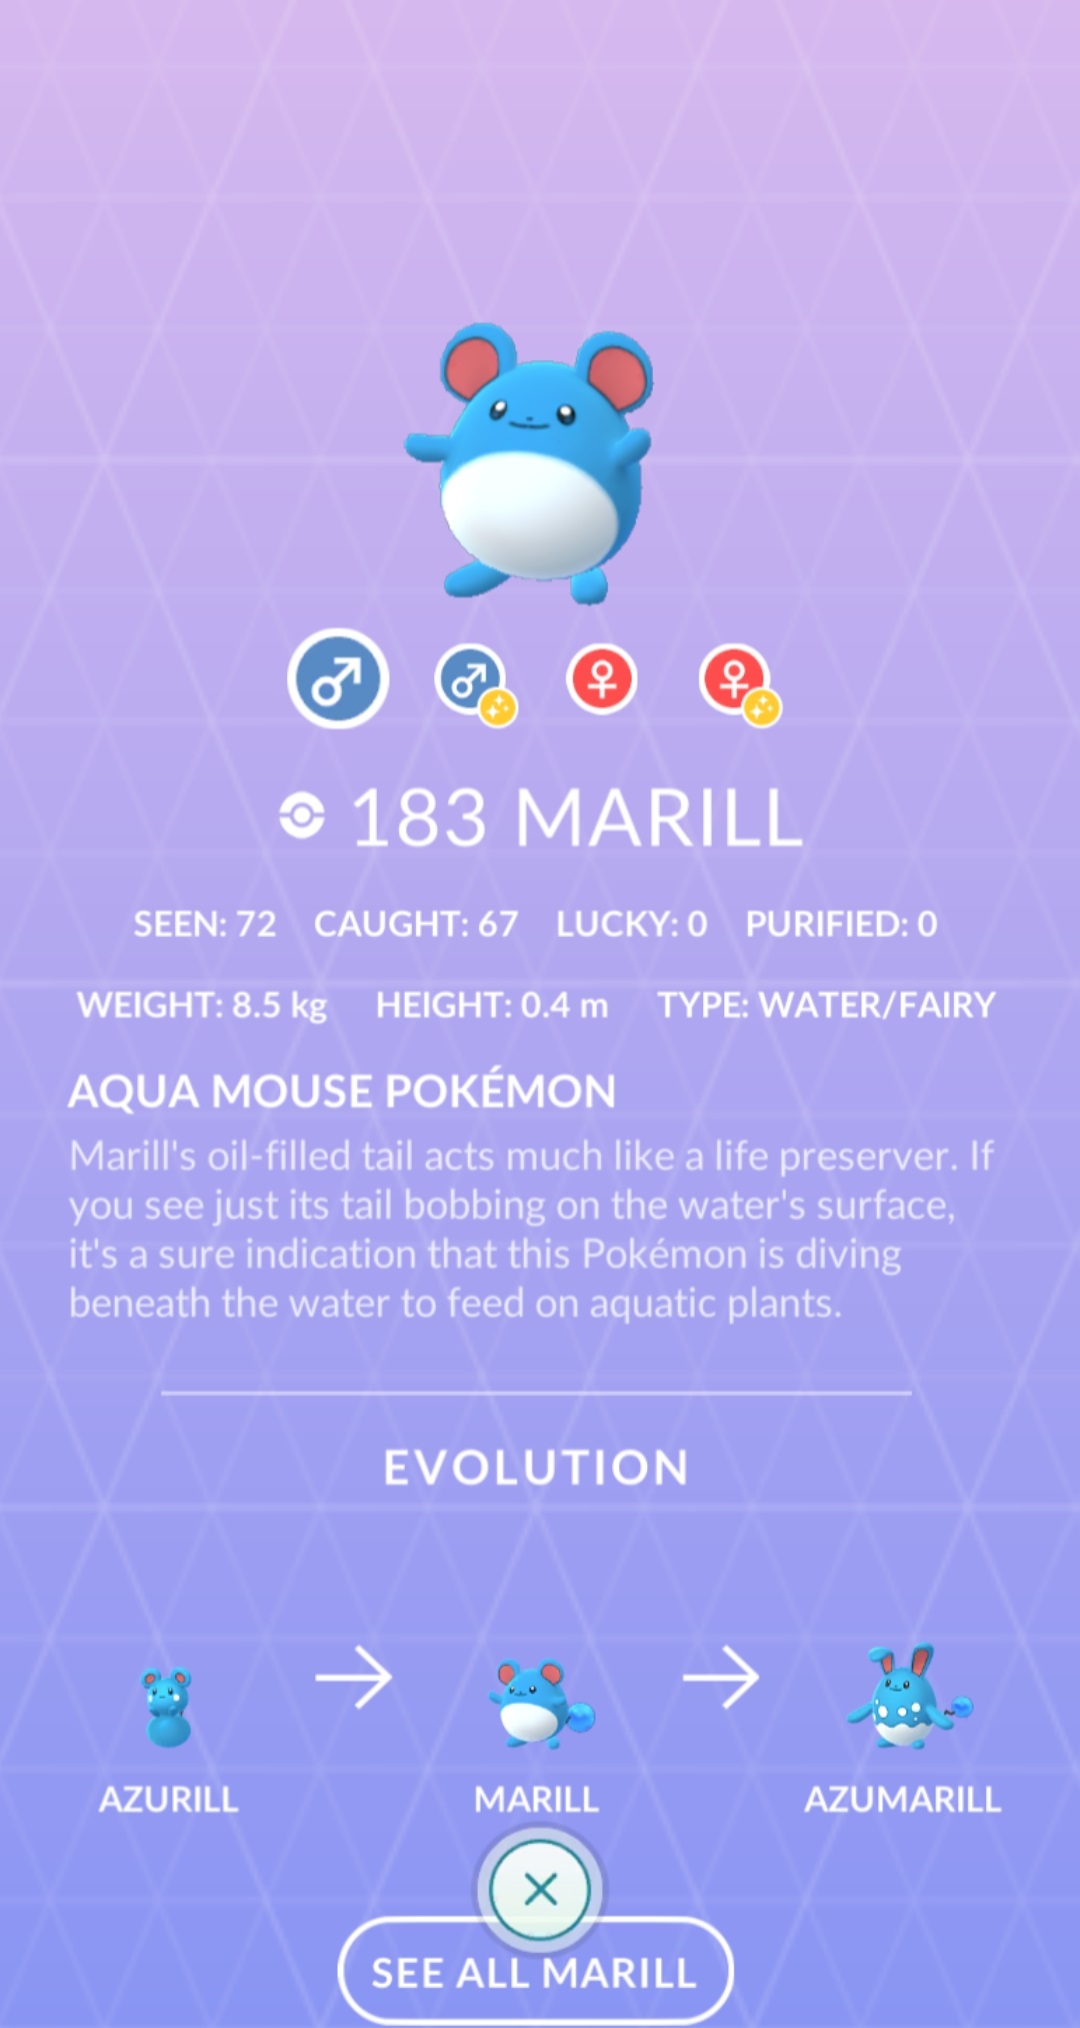 183 MARILL
SEEN: 72 CAUGHT: 67 LUCKY: 0 PURIFIED: 0
WEIGHT: 8.5 kg HEIGHT: 0.4 m TYPE: WATER/FAIRY
AQUA MOUSE POKÉMON
Marill's oil-filled tail acts much like a life preserver. If
you see just its tail bobbing on the water's surface,
it's a sure indication that this Pokémon is diving
beneath the water to feed on aquatic plants.
EVOLUTION
AZURILL MARILL AZUMARILL
SEE ALL MARILL